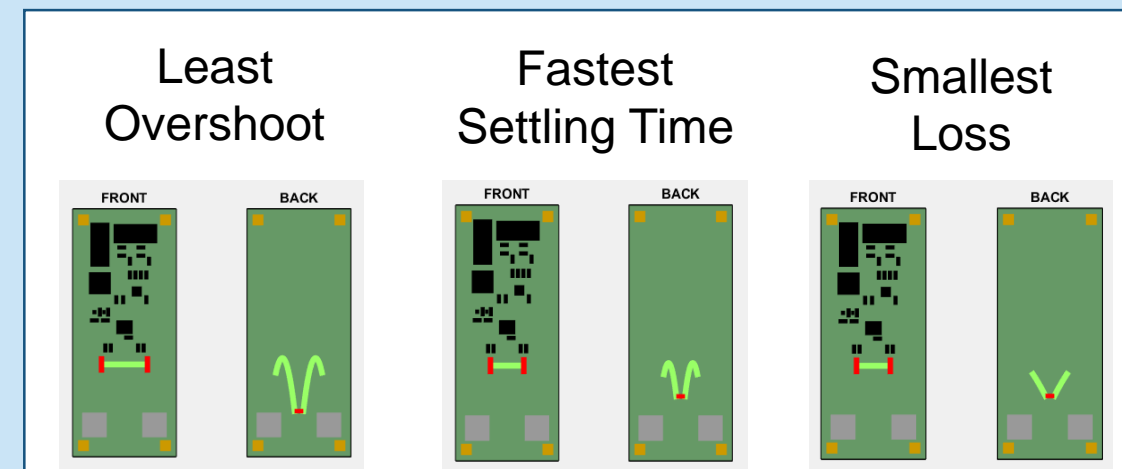 Least
Overshoot
Fastest
Settling Time
Smallest
Loss
FRONT
BACK
FRONT
BACK
FRONT
BACK